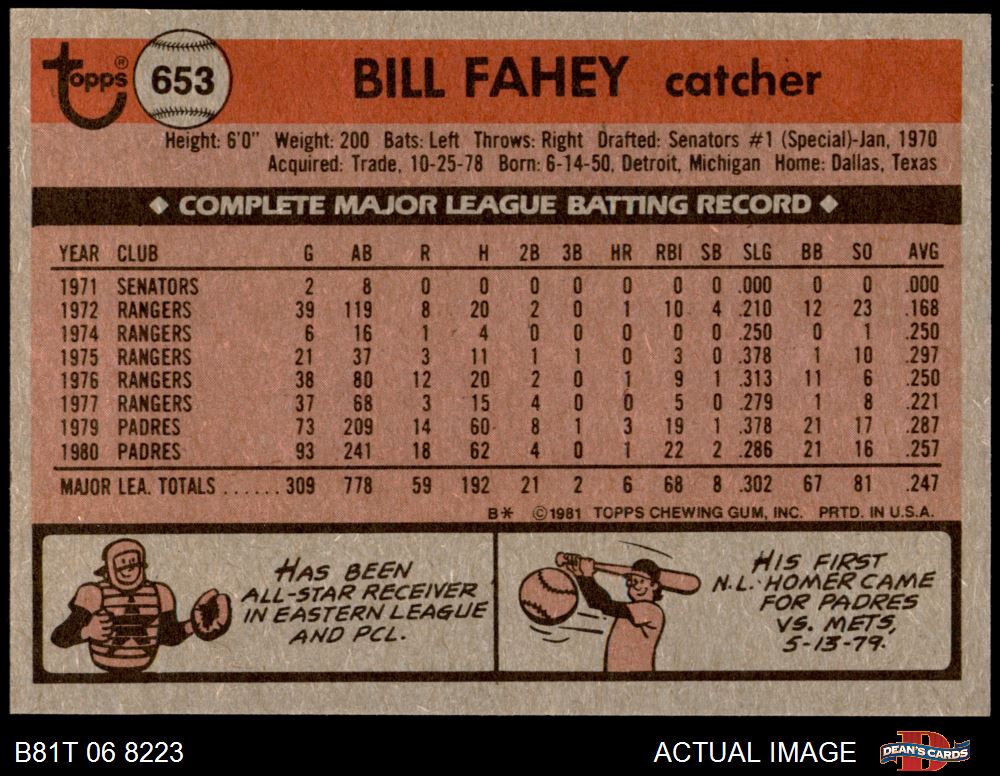 topps®
653
BILL FAHEY catcher
Height: 6'0" Weight: 200 Bats: Left Throws: Right Drafted: Senators #1 (Special)-Jan, 1970
Acquired: Trade, 10-25-78 Born: 6-14-50, Detroit, Michigan Home: Dallas, Texas
◆ COMPLETE MAJOR LEAGUE BATTING RECORD ◆
YEAR CLUB G AB R H 2B 3B HR RBI SB SLG BB SO AVG
1971 SENATORS 2 8 0 0 0 0 0 0 0 .000 0 0 .000
1972 RANGERS 39 119 8 20 2 0 1 10 4 .210 12 23 .168
1974 RANGERS 6 16 1 4 0 0 0 0 0 .250 0 1 .250
1975 RANGERS 21 37 3 11 1 1 0 3 0 .378 1 10 .297
1976 RANGERS 38 80 12 20 2 0 1 9 1 .313 11 6 .250
1977 RANGERS 37 68 3 15 4 0 0 5 0 .279 1 8 .221
1979 PADRES 73 209 14 60 8 1 3 19 1 .378 21 17 .287
1980 PADRES 93 241 18 62 4 0 1 22 2 .286 21 16 .257
MAJOR LEA. TOTALS ...... 309 778 59 192 21 2 6 68 8 .302 67 81 .247
B* ©1981 TOPPS CHEWING GUM, INC. PRTD. IN U.S.A.
HAS BEEN
ALL-STAR RECEIVER
IN EASTERN LEAGUE
AND PCL.
HIS FIRST
N.L. HOMER CAME
FOR PADRES
VS. METS,
5-13-79.
B81T 06 8223
ACTUAL IMAGE
DEAN'S CARDS